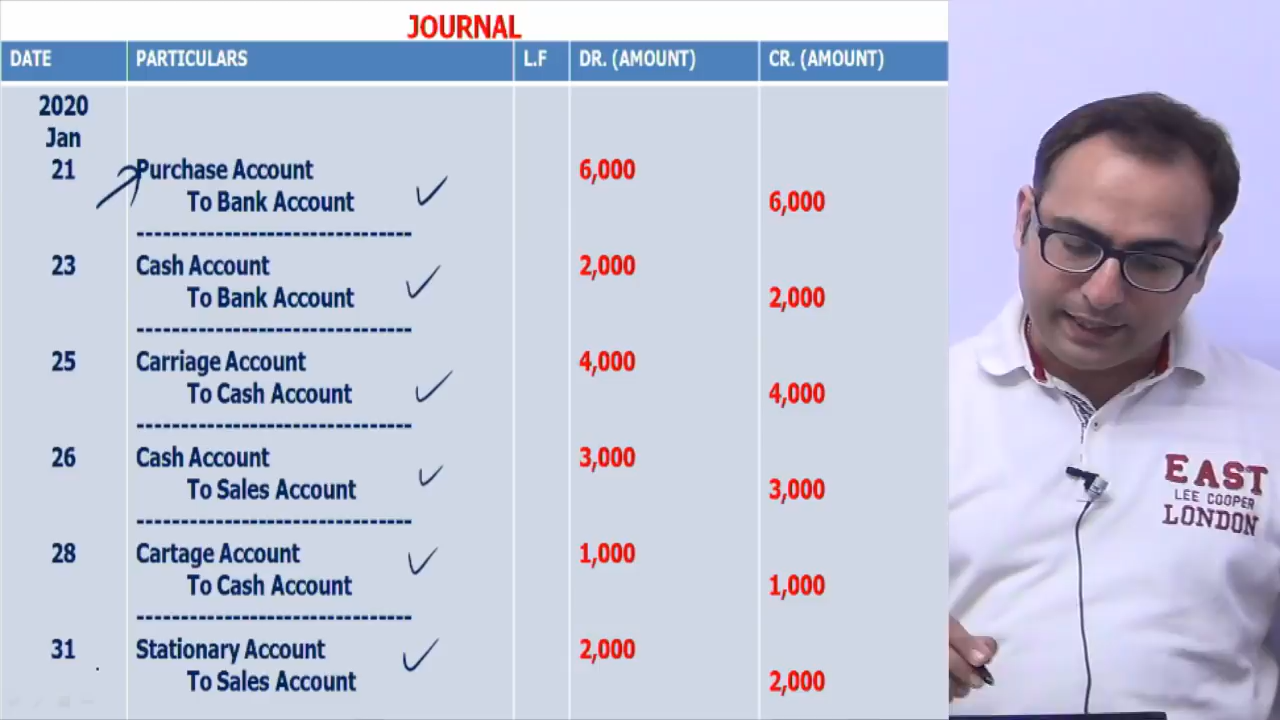 JOURNAL
DATE PARTICULARS L.F DR. (AMOUNT) CR. (AMOUNT)
2020
Jan
21 Purchase Account 6,000
To Bank Account 6,000
-------------------------------
23 Cash Account 2,000
To Bank Account 2,000
-------------------------------
25 Carriage Account 4,000
To Cash Account 4,000
-------------------------------
26 Cash Account 3,000
To Sales Account 3,000
-------------------------------
28 Cartage Account 1,000
To Cash Account 1,000
-------------------------------
31 Stationary Account 2,000
To Sales Account 2,000
EAST
LEE COOPER
LONDON